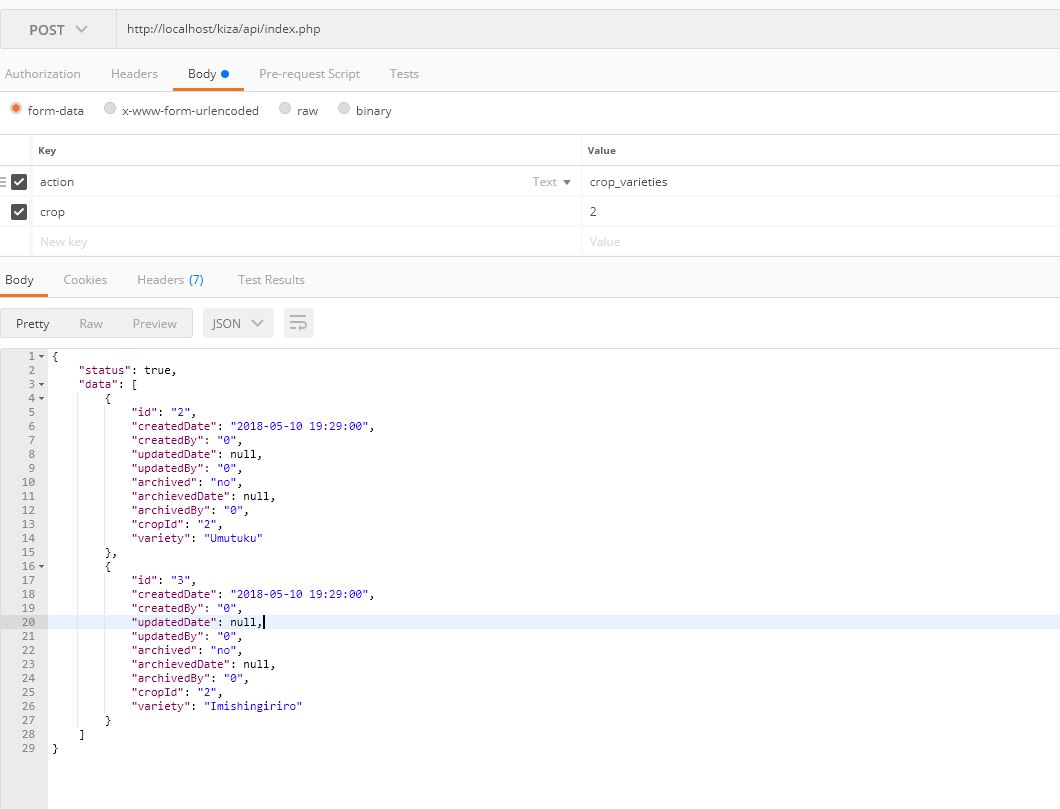 POST http://localhost/kiza/api/index.php
Authorization Headers Body Pre-request Script Tests
form-data x-www-form-urlencoded raw binary
Key Value
action Text crop_varieties
crop 2
New key Value
Body Cookies Headers (7) Test Results
Pretty Raw Preview JSON
1 {
2 "status": true,
3 "data": [
4 {
5 "id": "2",
6 "createdDate": "2018-05-10 19:29:00",
7 "createdBy": "0",
8 "updatedDate": null,
9 "updatedBy": "0",
10 "archived": "no",
11 "archievedDate": null,
12 "archivedBy": "0",
13 "cropId": "2",
14 "variety": "Umutuku"
15 },
16 {
17 "id": "3",
18 "createdDate": "2018-05-10 19:29:00",
19 "createdBy": "0",
20 "updatedDate": null,
21 "updatedBy": "0",
22 "archived": "no",
23 "archievedDate": null,
24 "archivedBy": "0",
25 "cropId": "2",
26 "variety": "Imishingiriro"
27 }
28 ]
29 }